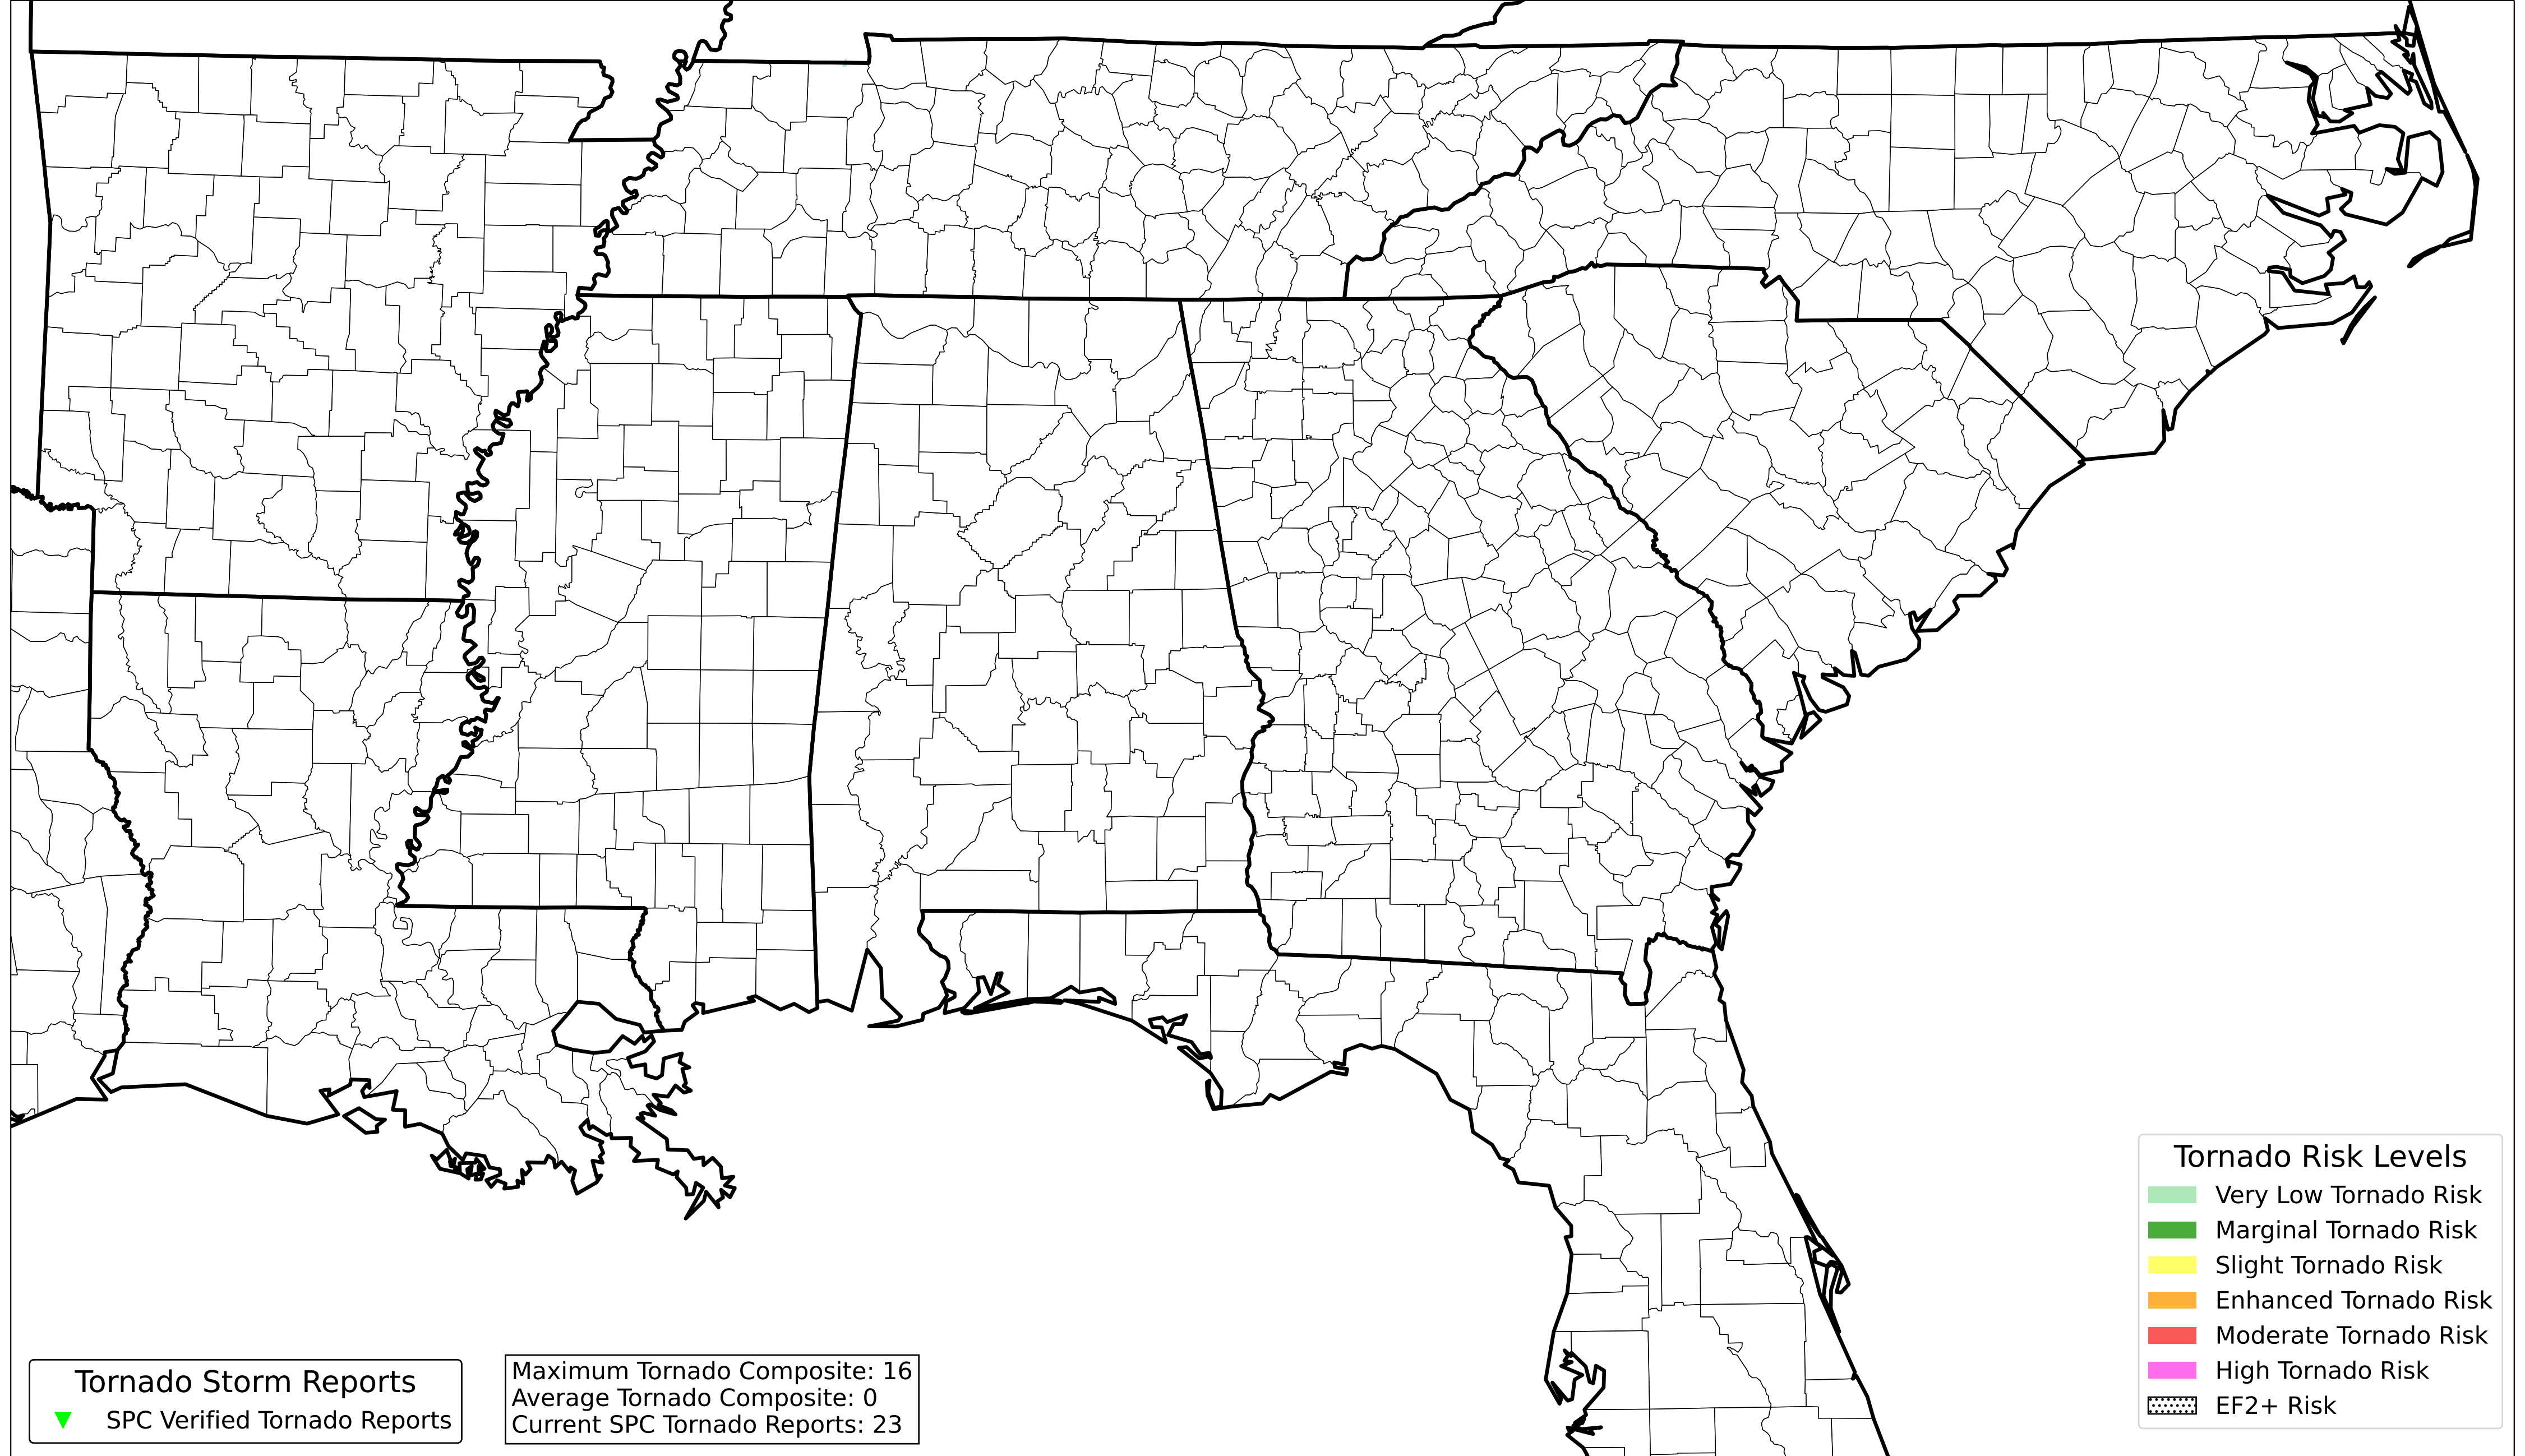 Tornado Risk Levels
Very Low Tornado Risk
Marginal Tornado Risk
Slight Tornado Risk
Enhanced Tornado Risk
Moderate Tornado Risk
High Tornado Risk
EF2+ Risk
Tornado Storm Reports
SPC Verified Tornado Reports
Maximum Tornado Composite: 16
Average Tornado Composite: 0
Current SPC Tornado Reports: 23